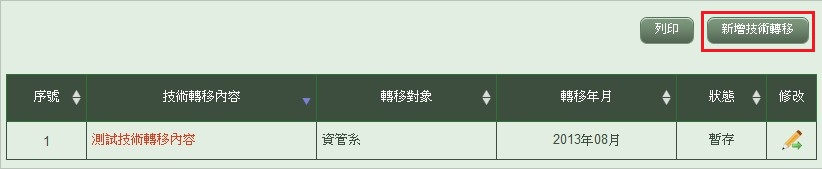 列印 新增技術轉移
序號 技術轉移內容 轉移對象 轉移年月 狀態 修改
1 測試技術轉移內容 資管系 2013年08月 暫存